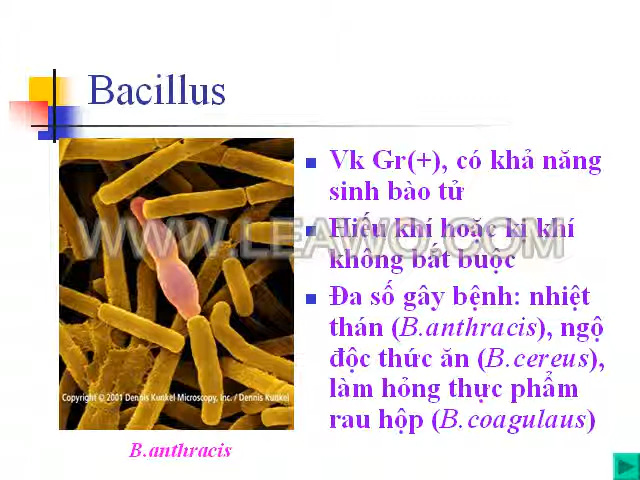 Bacillus
Vk Gr(+), có khả năng
sinh bào tử
Hiếu khí hoặc kị khí
không bắt buộc
Đa số gây bệnh: nhiệt
thán (B.anthracis), ngộ
độc thức ăn (B.cereus),
làm hỏng thực phẩm
rau hộp (B.coagulaus)
WWW.LEAWO.COM
Copyright © 2001 Dennis Kunkel Microscopy, Inc. / Dennis Kunkel
B.anthracis